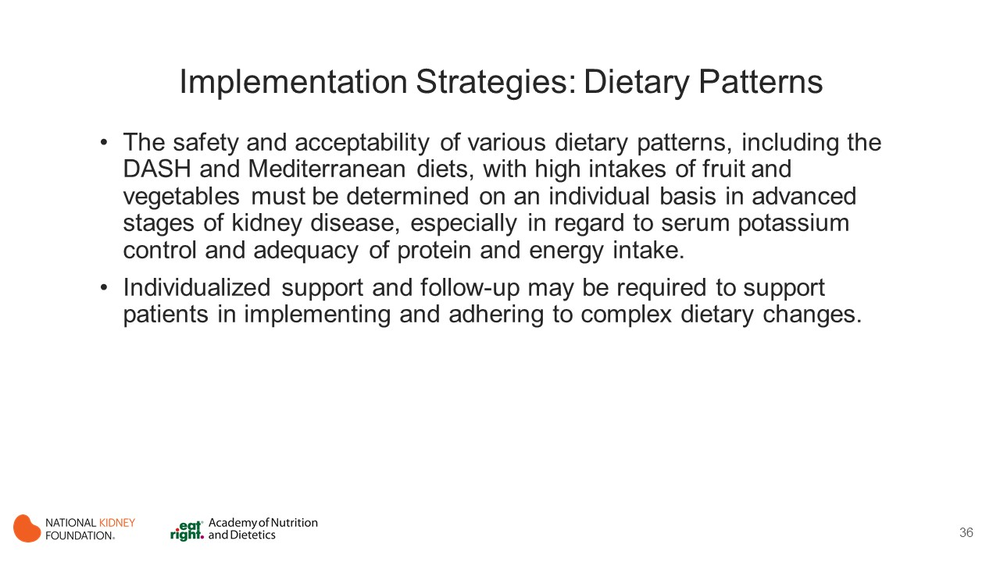 Implementation Strategies: Dietary Patterns
• The safety and acceptability of various dietary patterns, including the
DASH and Mediterranean diets, with high intakes of fruit and
vegetables must be determined on an individual basis in advanced
stages of kidney disease, especially in regard to serum potassium
control and adequacy of protein and energy intake.
• Individualized support and follow-up may be required to support
patients in implementing and adhering to complex dietary changes.
NATIONAL KIDNEY
FOUNDATION®
eat
right.
Academy of Nutrition
and Dietetics
36